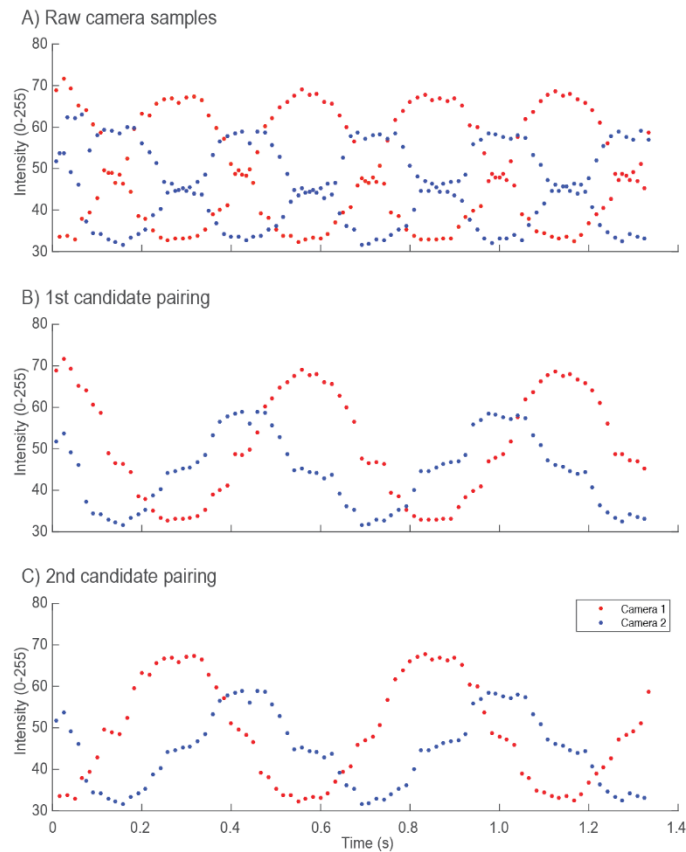 A) Raw camera samples
80
70
60
50
40
30
Intensity (0-255)
B) 1st candidate pairing
80
70
60
50
40
30
Intensity (0-255)
C) 2nd candidate pairing
80
70
60
50
40
30
Intensity (0-255)
Camera 1
Camera 2
0 0.2 0.4 0.6 0.8 1.0 1.2 1.4
Time (s)